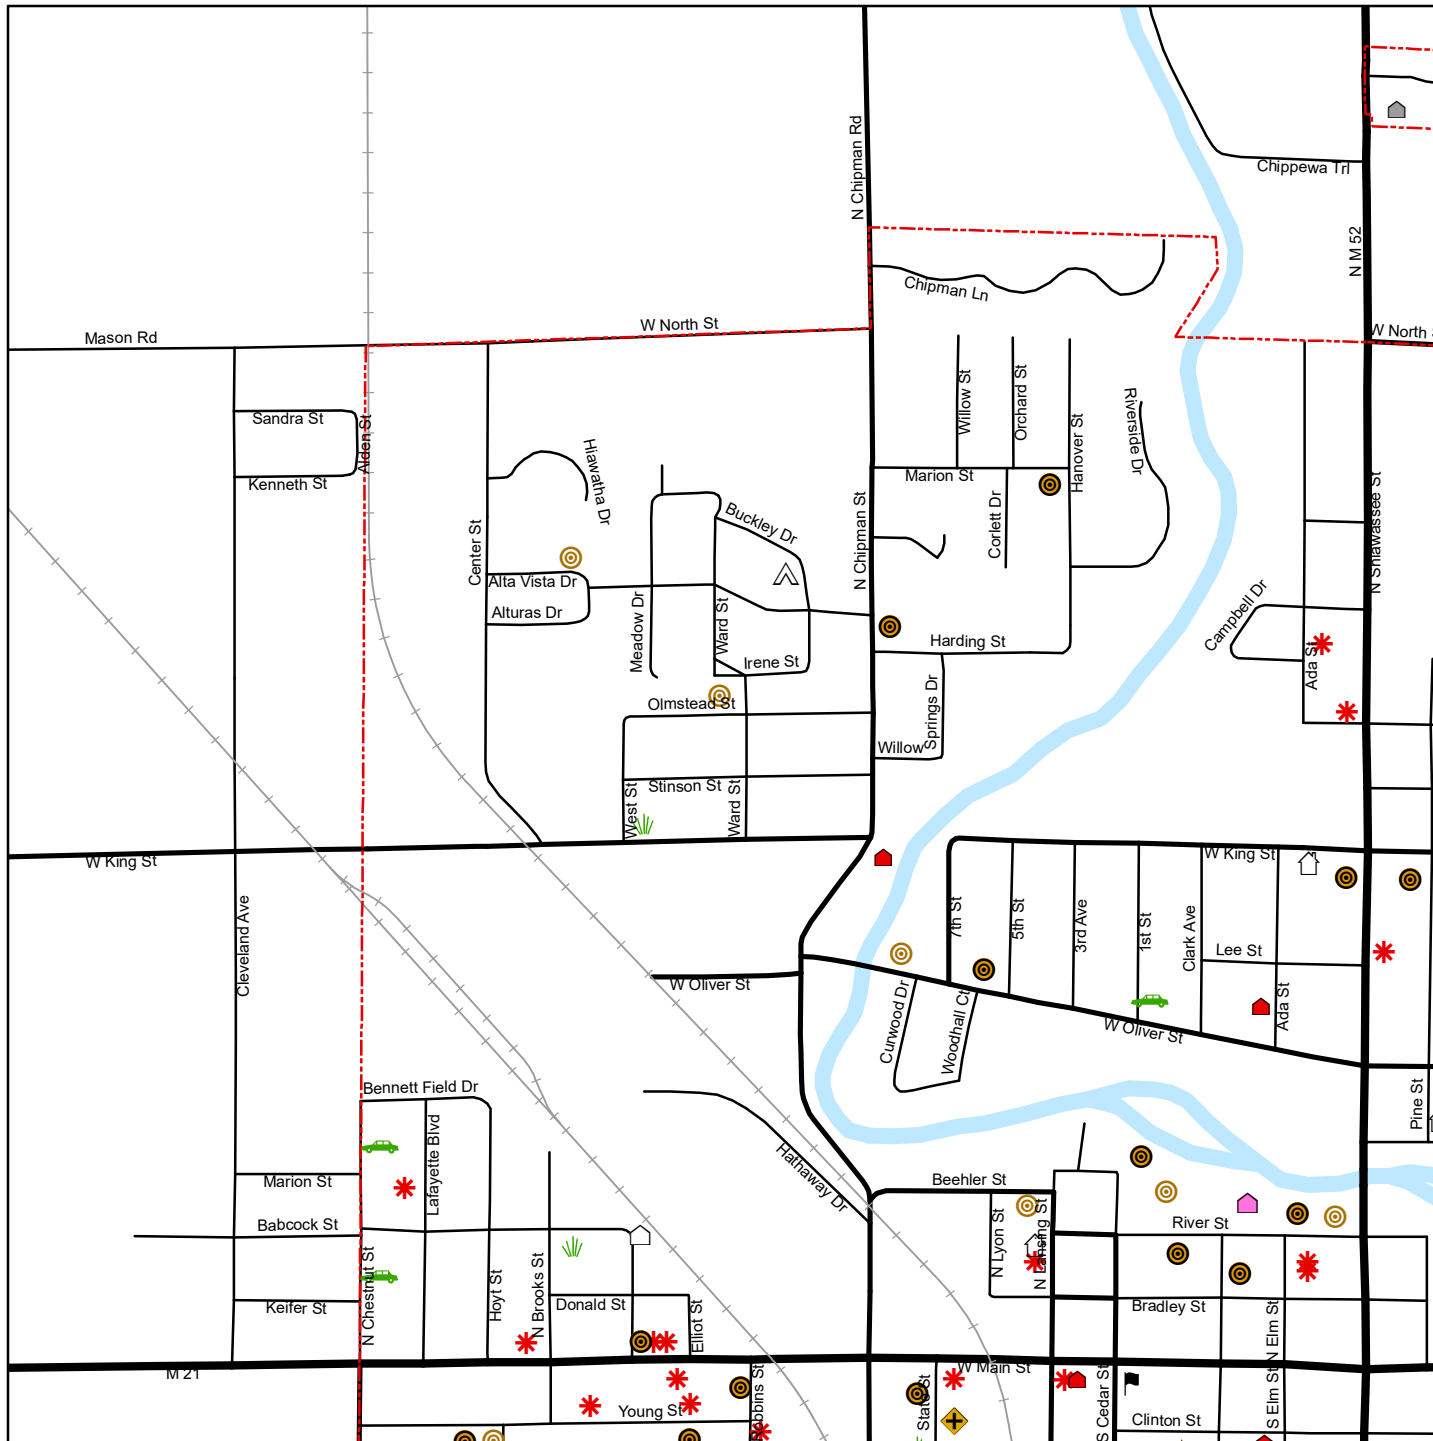 N Chipman Rd
Chippewa Trl
N M 52
Chipman Ln
W North St
Mason Rd
W North
Sandra St
Alden St
Kenneth St
Hiawatha Dr
Willow St
Orchard St
Hanover St
Riverside Dr
Marion St
Buckley Dr
Center St
N Chipman St
Corlett Dr
N Shiawassee St
Alta Vista Dr
Alturas Dr
Meadow Dr
Ward St
Irene St
Harding St
Campbell Dr
Ada St
Olmstead St
Springs Dr
Willow
Stinson St
West St
Ward St
W King St
W King St
Cleveland Ave
7th St
5th St
3rd Ave
1st St
Clark Ave
Lee St
W Oliver St
Curwood Dr
Woodhall Ct
W Oliver St
Ada St
Bennett Field Dr
Lafayette Blvd
Pine St
Hathaway Dr
Marion St
Beehler St
Babcock St
N Lyon St
N Lansing St
River St
N Chestnut St
Hoyt St
N Brooks St
Donald St
Elliot St
Keifer St
Bradley St
N Elm St
M 21
W Main St
Young St
Robbins St
State St
S Cedar St
Clinton St
S Elm St